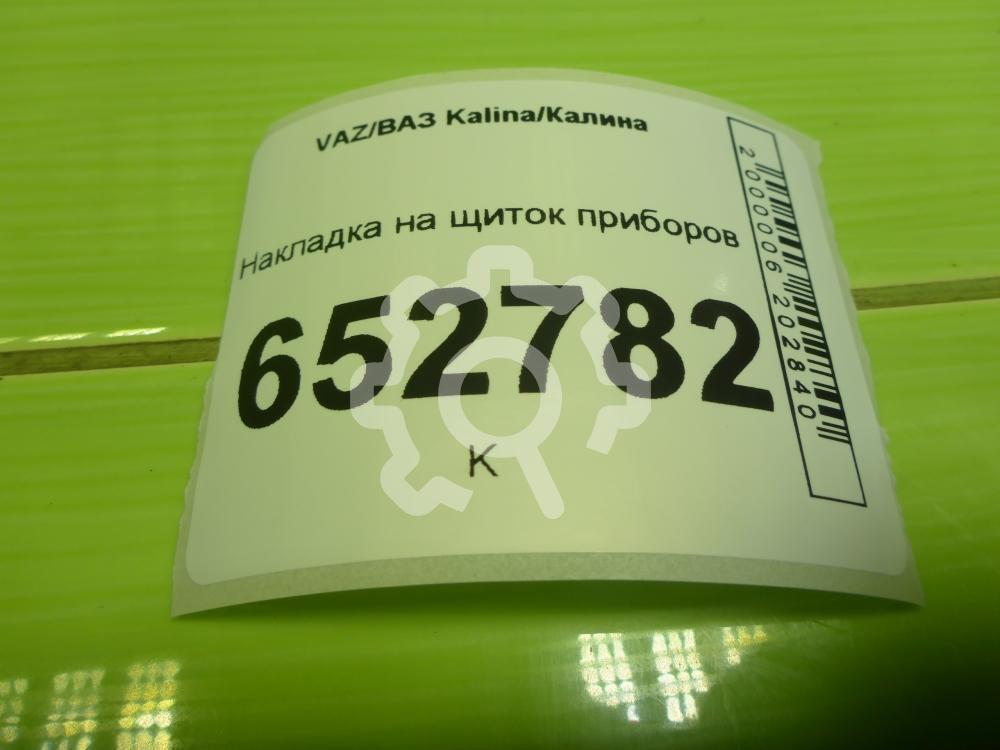 VAZ/ВАЗ Kalina/Калина
Накладка на щиток приборов
652782
К
2000006202840